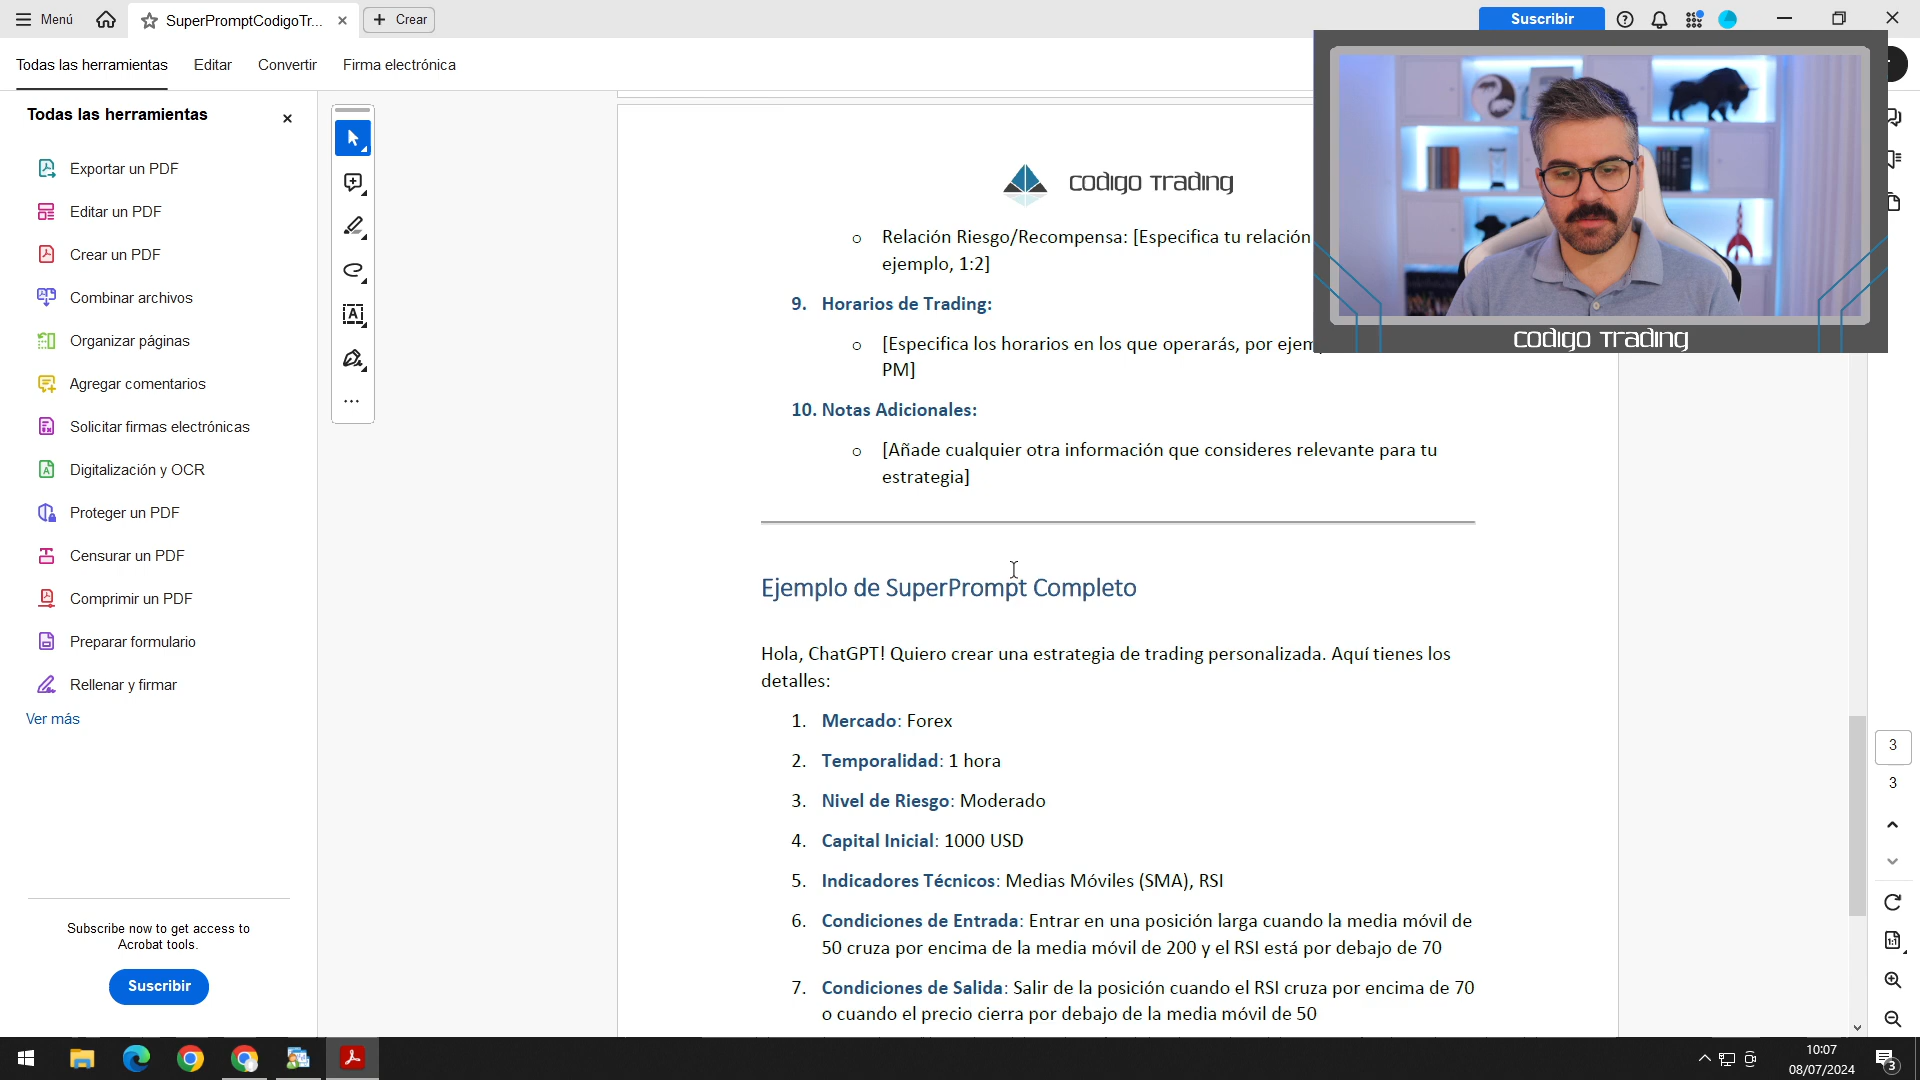 Menú
SuperPromptCodigoTr...
Crear
Suscribir
Todas las herramientas
Editar
Convertir
Firma electrónica
Todas las herramientas
Exportar un PDF
Editar un PDF
Crear un PDF
Combinar archivos
Organizar páginas
Agregar comentarios
Solicitar firmas electrónicas
Digitalización y OCR
Proteger un PDF
Censurar un PDF
Comprimir un PDF
Preparar formulario
Rellenar y firmar
Ver más
Subscribe now to get access to
Acrobat tools.
Suscribir
codigo Trading
o Relación Riesgo/Recompensa: [Especifica tu relación
ejemplo, 1:2]
9. Horarios de Trading:
o [Especifica los horarios en los que operarás, por
PM]
10. Notas Adicionales:
o [Añade cualquier otra información que consideres relevante para tu
estrategia]
Ejemplo de SuperPrompt Completo
Hola, ChatGPT! Quiero crear una estrategia de trading personalizada. Aquí tienes los
detalles:
1. Mercado: Forex
2. Temporalidad: 1 hora
3. Nivel de Riesgo: Moderado
4. Capital Inicial: 1000 USD
5. Indicadores Técnicos: Medias Móviles (SMA), RSI
6. Condiciones de Entrada: Entrar en una posición larga cuando la media móvil de
50 cruza por encima de la media móvil de 200 y el RSI está por debajo de 70
7. Condiciones de Salida: Salir de la posición cuando el RSI cruza por encima de 70
o cuando el precio cierra por debajo de la media móvil de 50
codigo Trading
3
3
10:07
08/07/2024
3